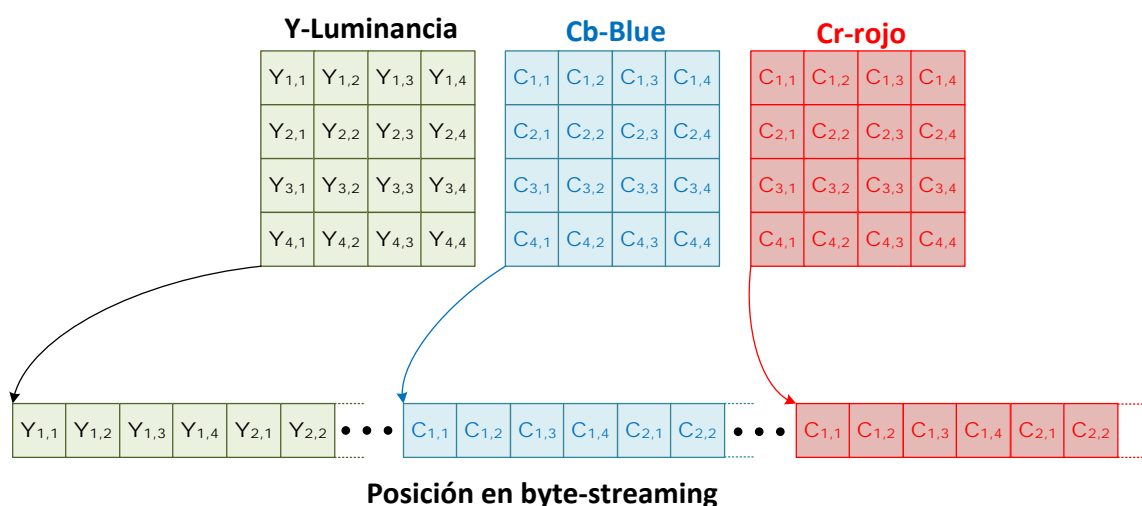 Y-Luminancia Cb-Blue Cr-rojo
Y1,1 Y1,2 Y1,3 Y1,4 C1,1 C1,2 C1,3 C1,4 C1,1 C1,2 C1,3 C1,4
Y2,1 Y2,2 Y2,3 Y2,4 C2,1 C2,2 C2,3 C2,4 C2,1 C2,2 C2,3 C2,4
Y3,1 Y3,2 Y3,3 Y3,4 C3,1 C3,2 C3,3 C3,4 C3,1 C3,2 C3,3 C3,4
Y4,1 Y4,2 Y4,3 Y4,4 C4,1 C4,2 C4,3 C4,4 C4,1 C4,2 C4,3 C4,4
Y1,1 Y1,2 Y1,3 Y1,4 Y2,1 Y2,2 ••• C1,1 C1,2 C1,3 C1,4 C2,1 C2,2 ••• C1,1 C1,2 C1,3 C1,4 C2,1 C2,2
Posición en byte-streaming